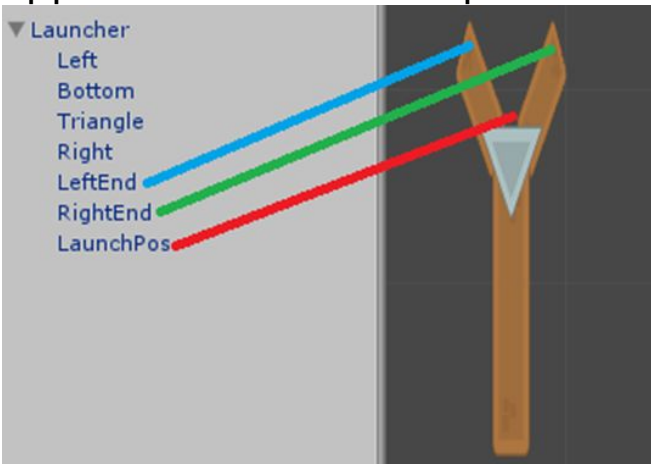 Launcher
Left
Bottom
Triangle
Right
LeftEnd
RightEnd
LaunchPos